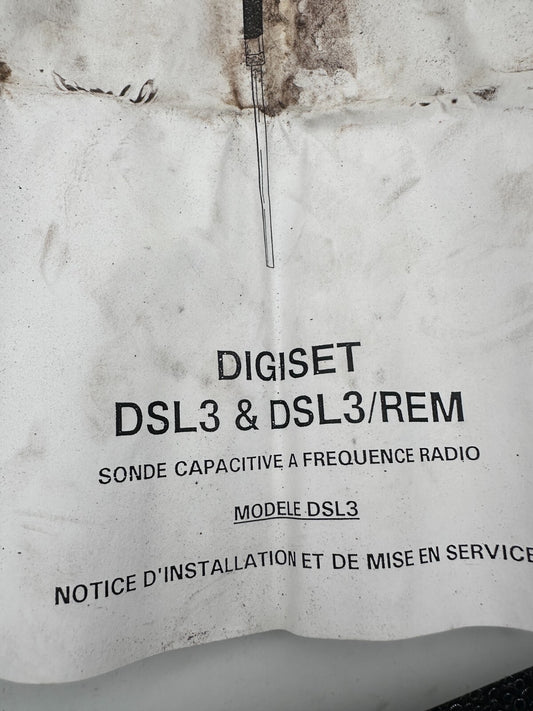 DIGISET
DSL3 & DSL3/REM
SONDE CAPACITIVE A FREQUENCE RADIO
MODELE DSL3
NOTICE D'INSTALLATION ET DE MISE EN SERVICE